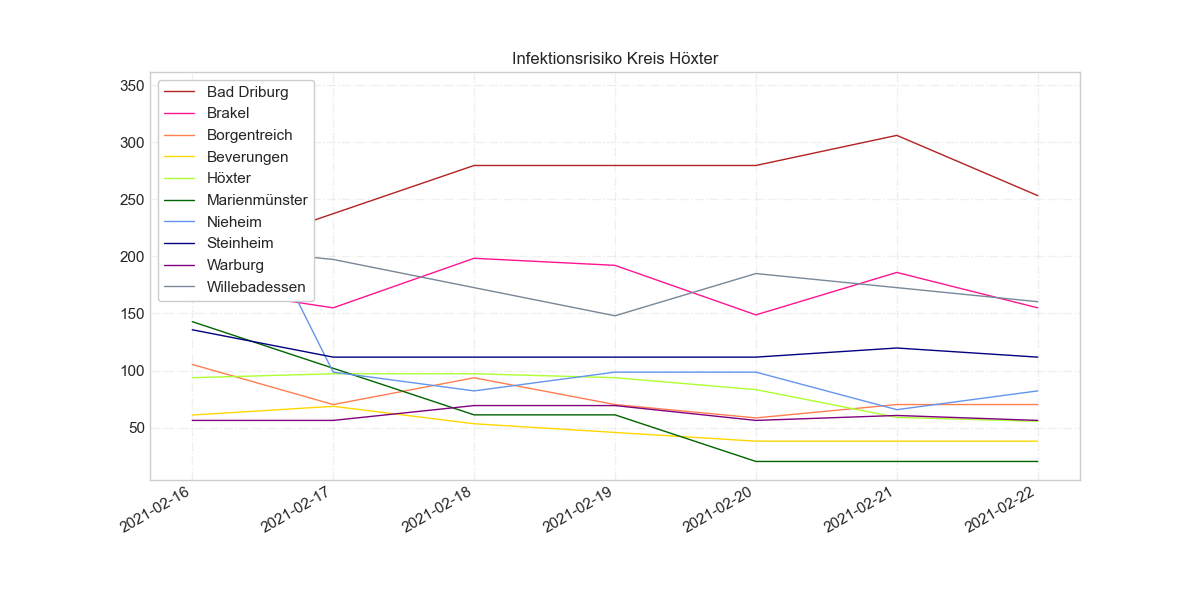 Infektionsrisiko Kreis Höxter
350
300
250
200
150
100
50
Bad Driburg
Brakel
Borgentreich
Beverungen
Höxter
Marienmünster
Nieheim
Steinheim
Warburg
Willebadessen
2021-02-16
2021-02-17
2021-02-18
2021-02-19
2021-02-20
2021-02-21
2021-02-22